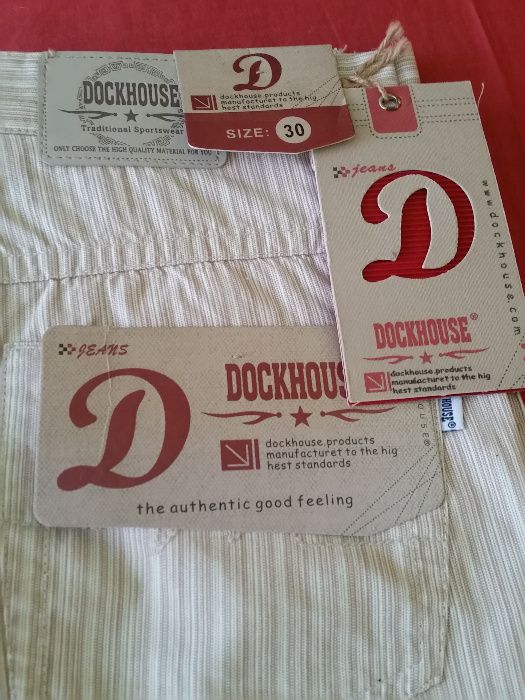 DOCKHOUSE
Traditional Sportswear
ONLY CHOOSE THE HIGH QUALITY MATERIAL FOR YOU
D
dockhouse.products
manufacturet to the hig
hest standards
SIZE: 30
jeans
D
www.dockhouse.com
DOCKHOUSE®
dockhouse.products
manufacturet to the hig
hest standards
JEANS
D
DOCKHOUS
dockhouse.products
manufacturet to the hig
hest standards
the authentic good feeling